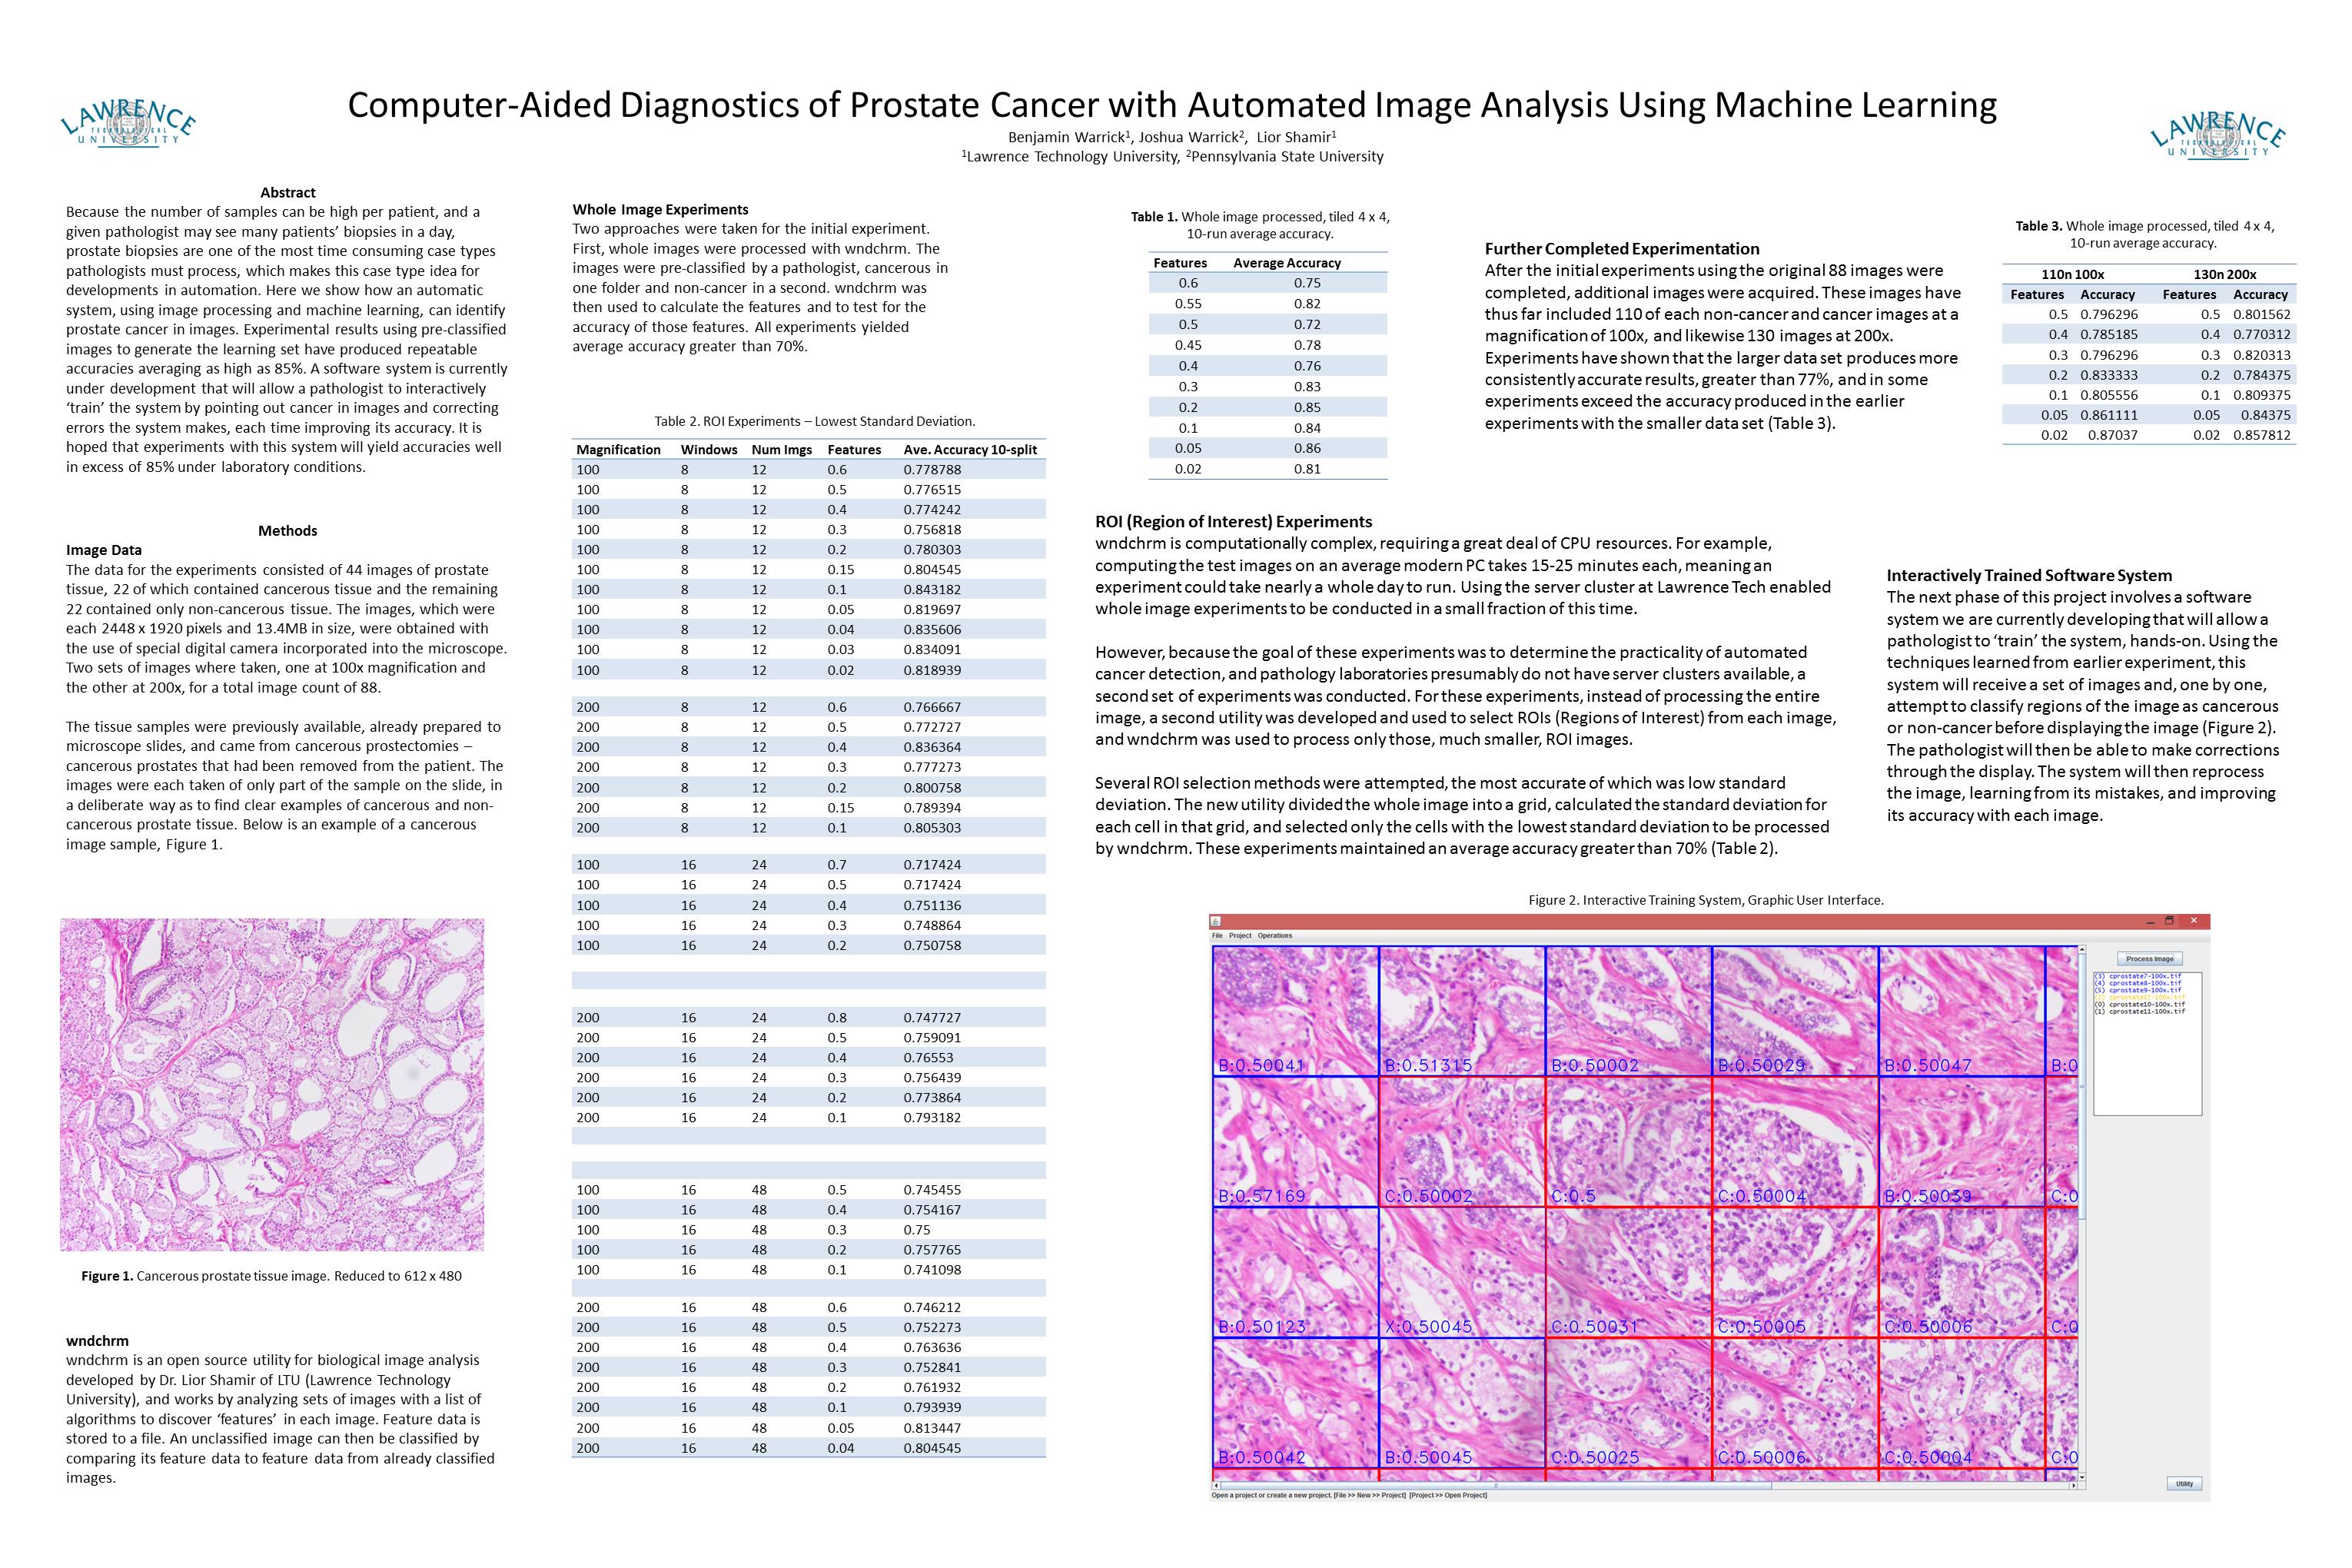 LAWRENCE
TECHNOLOGICAL
UNIVERSITY
Computer-Aided Diagnostics of Prostate Cancer with Automated Image Analysis Using Machine Learning
Benjamin Warrick1, Joshua Warrick2, Lior Shamir1
1Lawrence Technology University, 2Pennsylvania State University
LAWRENCE
TECHNOLOGICAL
UNIVERSITY
Abstract
Because the number of samples can be high per patient, and a
given pathologist may see many patients’ biopsies in a day,
prostate biopsies are one of the most time consuming case types
pathologists must process, which makes this case type idea for
developments in automation. Here we show how an automatic
system, using image processing and machine learning, can identify
prostate cancer in images. Experimental results using pre-classified
images to generate the learning set have produced repeatable
accuracies averaging as high as 85%. A software system is currently
under development that will allow a pathologist to interactively
‘train’ the system by pointing out cancer in images and correcting
errors the system makes, each time improving its accuracy. It is
hoped that experiments with this system will yield accuracies well
in excess of 85% under laboratory conditions.
Methods
Image Data
The data for the experiments consisted of 44 images of prostate
tissue, 22 of which contained cancerous tissue and the remaining
22 contained only non-cancerous tissue. The images, which were
each 2448 x 1920 pixels and 13.4MB in size, were obtained with
the use of special digital camera incorporated into the microscope.
Two sets of images where taken, one at 100x magnification and
the other at 200x, for a total image count of 88.
The tissue samples were previously available, already prepared to
microscope slides, and came from cancerous prostectomies –
cancerous prostates that had been removed from the patient. The
images were each taken of only part of the sample on the slide, in
a deliberate way as to find clear examples of cancerous and non-
cancerous prostate tissue. Below is an example of a cancerous
image sample, Figure 1.
Figure 1. Cancerous prostate tissue image. Reduced to 612 x 480
wndchrm
wndchrm is an open source utility for biological image analysis
developed by Dr. Lior Shamir of LTU (Lawrence Technology
University), and works by analyzing sets of images with a list of
algorithms to discover ‘features’ in each image. Feature data is
stored to a file. An unclassified image can then be classified by
comparing its feature data to feature data from already classified
images.
Whole Image Experiments
Two approaches were taken for the initial experiment.
First, whole images were processed with wndchrm. The
images were pre-classified by a pathologist, cancerous in
one folder and non-cancer in a second. wndchrm was
then used to calculate the features and to test for the
accuracy of those features. All experiments yielded
average accuracy greater than 70%.
Table 2. ROI Experiments – Lowest Standard Deviation.
Magnification Windows Num Imgs Features Ave. Accuracy 10-split
100 8 12 0.6 0.778788
100 8 12 0.5 0.776515
100 8 12 0.4 0.774242
100 8 12 0.3 0.756818
100 8 12 0.2 0.780303
100 8 12 0.15 0.804545
100 8 12 0.1 0.843182
100 8 12 0.05 0.819697
100 8 12 0.04 0.835606
100 8 12 0.03 0.834091
100 8 12 0.02 0.818939
200 8 12 0.6 0.766667
200 8 12 0.5 0.772727
200 8 12 0.4 0.836364
200 8 12 0.3 0.777273
200 8 12 0.2 0.800758
200 8 12 0.15 0.789394
200 8 12 0.1 0.805303
100 16 24 0.7 0.717424
100 16 24 0.5 0.717424
100 16 24 0.4 0.751136
100 16 24 0.3 0.748864
100 16 24 0.2 0.750758
200 16 24 0.8 0.747727
200 16 24 0.5 0.759091
200 16 24 0.4 0.76553
200 16 24 0.3 0.756439
200 16 24 0.2 0.773864
200 16 24 0.1 0.793182
100 16 48 0.5 0.745455
100 16 48 0.4 0.754167
100 16 48 0.3 0.75
100 16 48 0.2 0.757765
100 16 48 0.1 0.741098
200 16 48 0.6 0.746212
200 16 48 0.5 0.752273
200 16 48 0.4 0.763636
200 16 48 0.3 0.752841
200 16 48 0.2 0.761932
200 16 48 0.1 0.793939
200 16 48 0.05 0.813447
200 16 48 0.04 0.804545
Table 1. Whole image processed, tiled 4 x 4,
10-run average accuracy.
Features Average Accuracy
0.6 0.75
0.55 0.82
0.5 0.72
0.45 0.78
0.4 0.76
0.3 0.83
0.2 0.85
0.1 0.84
0.05 0.86
0.02 0.81
Further Completed Experimentation
After the initial experiments using the original 88 images were
completed, additional images were acquired. These images have
thus far included 110 of each non-cancer and cancer images at a
magnification of 100x, and likewise 130 images at 200x.
Experiments have shown that the larger data set produces more
consistently accurate results, greater than 77%, and in some
experiments exceed the accuracy produced in the earlier
experiments with the smaller data set (Table 3).
Table 3. Whole image processed, tiled 4 x 4,
10-run average accuracy.
110n 100x 130n 200x
Features Accuracy Features Accuracy
0.5 0.796296 0.5 0.801562
0.4 0.785185 0.4 0.770312
0.3 0.796296 0.3 0.820313
0.2 0.833333 0.2 0.784375
0.1 0.805556 0.1 0.809375
0.05 0.861111 0.05 0.84375
0.02 0.87037 0.02 0.857812
ROI (Region of Interest) Experiments
wndchrm is computationally complex, requiring a great deal of CPU resources. For example,
computing the test images on an average modern PC takes 15-25 minutes each, meaning an
experiment could take nearly a whole day to run. Using the server cluster at Lawrence Tech enabled
whole image experiments to be conducted in a small fraction of this time.
However, because the goal of these experiments was to determine the practicality of automated
cancer detection, and pathology laboratories presumably do not have server clusters available, a
second set of experiments was conducted. For these experiments, instead of processing the entire
image, a second utility was developed and used to select ROIs (Regions of Interest) from each image,
and wndchrm was used to process only those, much smaller, ROI images.
Several ROI selection methods were attempted, the most accurate of which was low standard
deviation. The new utility divided the whole image into a grid, calculated the standard deviation for
each cell in that grid, and selected only the cells with the lowest standard deviation to be processed
by wndchrm. These experiments maintained an average accuracy greater than 70% (Table 2).
Interactively Trained Software System
The next phase of this project involves a software
system we are currently developing that will allow a
pathologist to ‘train’ the system, hands-on. Using the
techniques learned from earlier experiment, this
system will receive a set of images and, one by one,
attempt to classify regions of the image as cancerous
or non-cancer before displaying the image (Figure 2).
The pathologist will then be able to make corrections
through the display. The system will then reprocess
the image, learning from its mistakes, and improving
its accuracy with each image.
Figure 2. Interactive Training System, Graphic User Interface.
File Project Operations
B:0.50041 B:0.51315 B:0.50002 B:0.50029 B:0.50047 B:0
B:0.57169 C:0.50002 C:0.5 C:0.50004 B:0.50039 C:0
B:0.50123 X:0.50045 C:0.50031 C:0.50005 C:0.50006 C:0
B:0.50042 B:0.50045 C:0.50025 C:0.50006 C:0.50004 C:0
Process Image
(3) cprostate7-100x.tif
(4) cprostate8-100x.tif
(5) cprostate9-100x.tif
(0) cprostate10-100x.tif
(1) cprostate11-100x.tif
Utility
Open a project or create a new project. [File >> New >> Project] [Project >> Open Project]